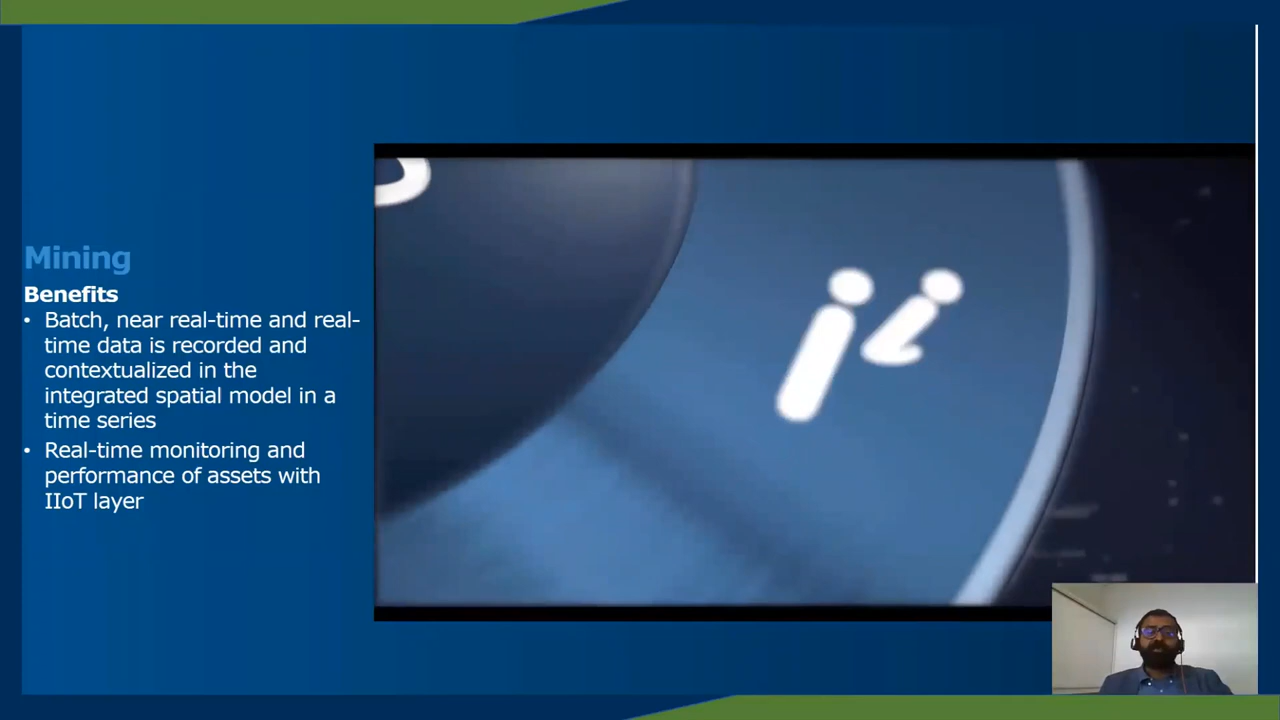 Mining
Benefits
• Batch, near real-time and real-
time data is recorded and
contextualized in the
integrated spatial model in a
time series
• Real-time monitoring and
performance of assets with
IIoT layer